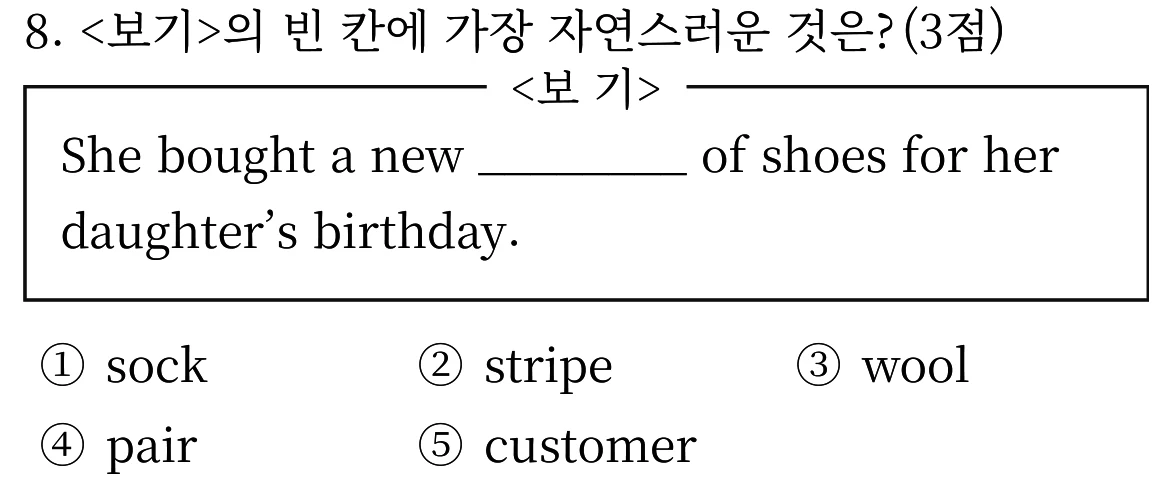 8. <보기>의 빈 칸에 가장 자연스러운 것은?(3점)
<보 기>
She bought a new ________ of shoes for her
daughter’s birthday.
① sock ② stripe ③ wool
④ pair ⑤ customer